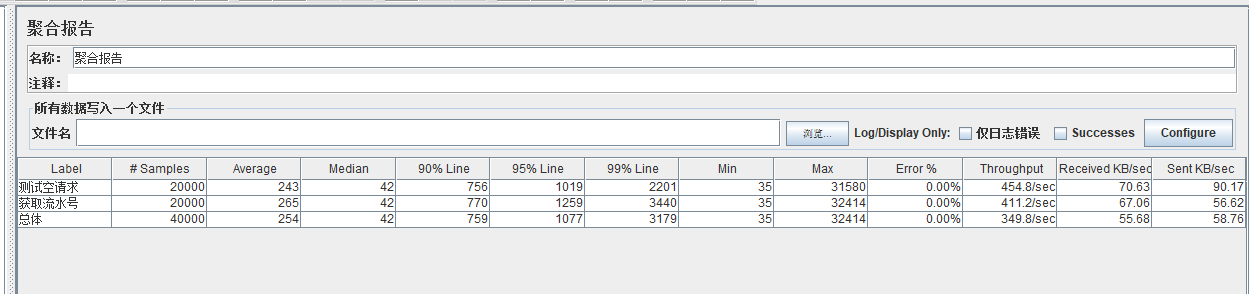 聚合报告
名称： 聚合报告
注释：
所有数据写入一个文件
文件名 浏览... Log/Display Only: 仅日志错误 Successes Configure
Label # Samples Average Median 90% Line 95% Line 99% Line Min Max Error % Throughput Received KB/sec Sent KB/sec
测试空请求 20000 243 42 756 1019 2201 35 31580 0.00% 454.8/sec 70.63 90.17
获取流水号 20000 265 42 770 1259 3440 35 32414 0.00% 411.2/sec 67.06 56.62
总体 40000 254 42 759 1077 3179 35 32414 0.00% 349.8/sec 55.68 58.76